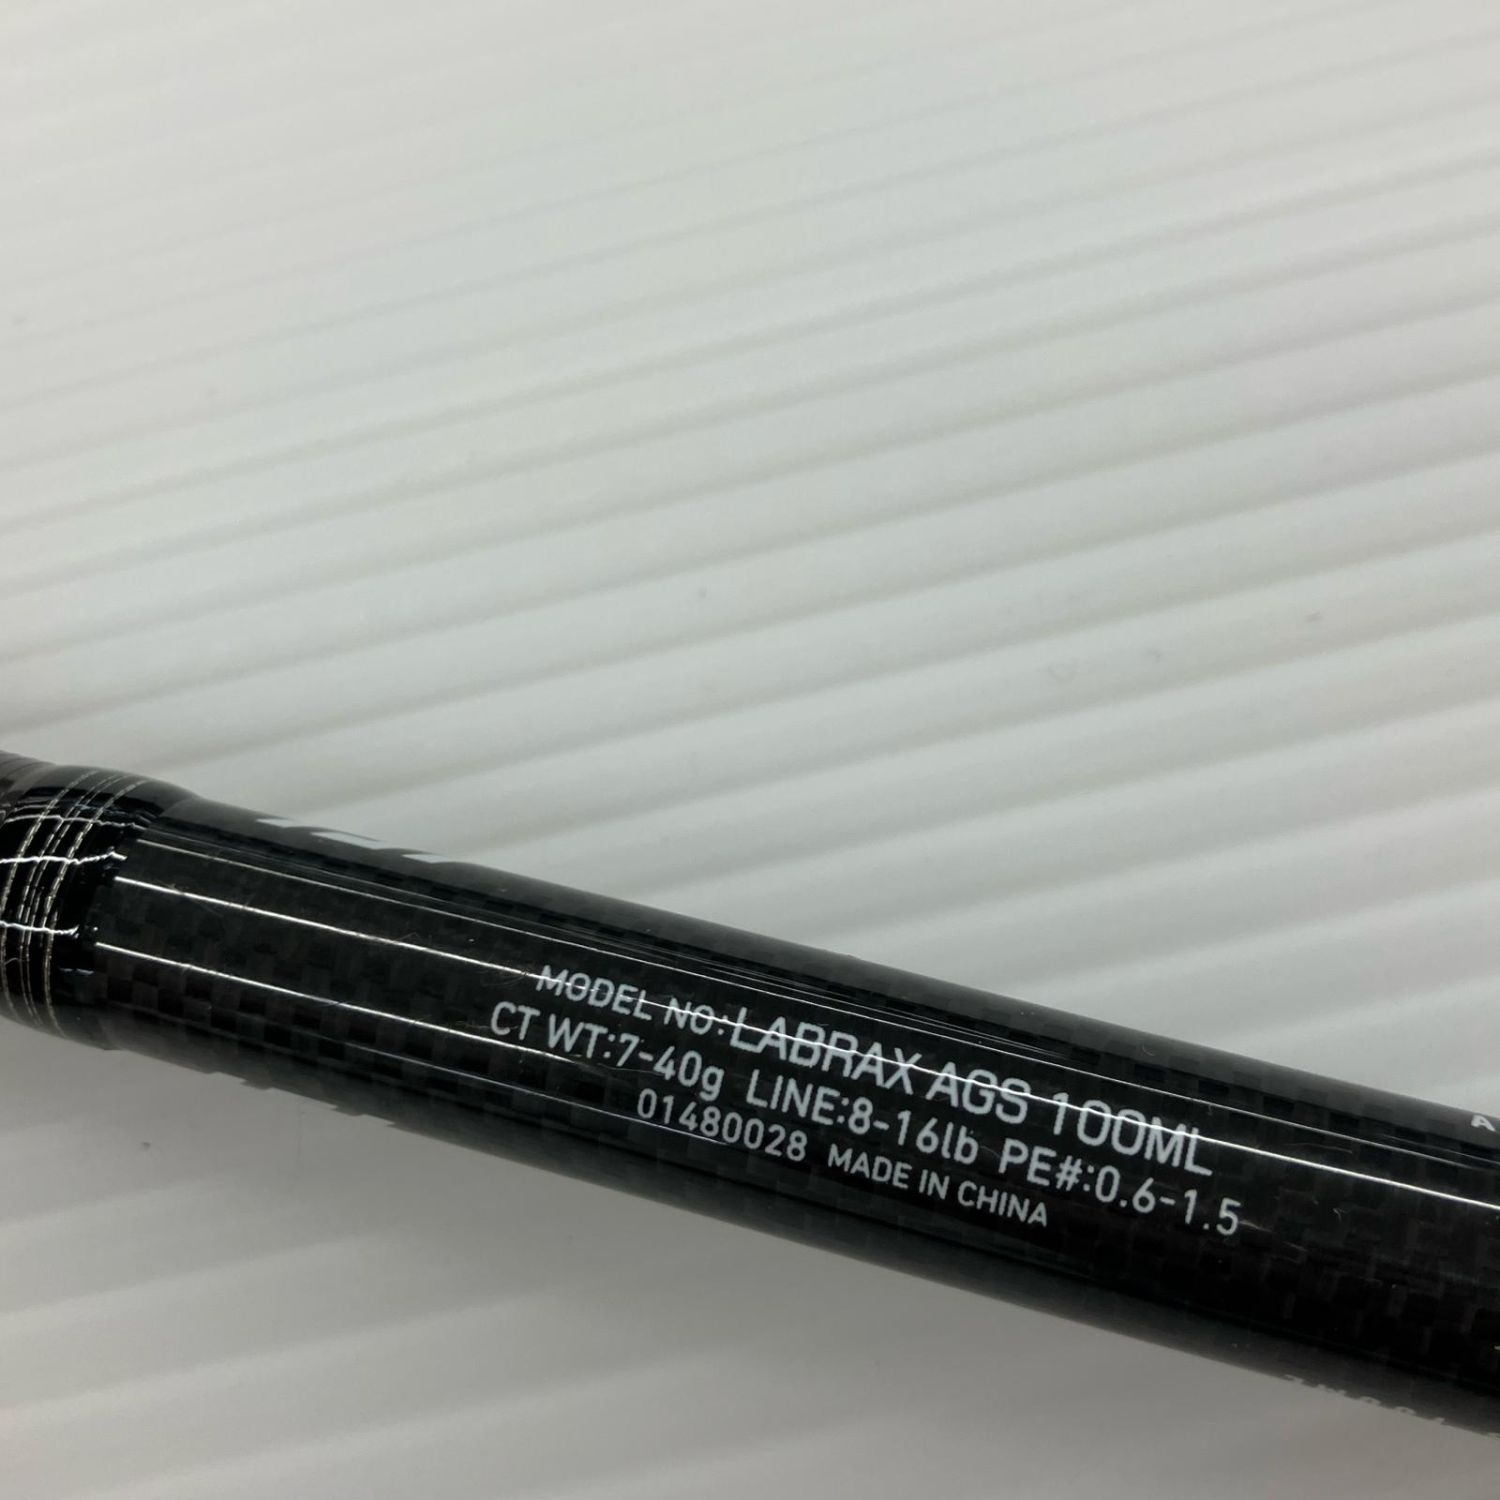 MODEL NO:LABRAX AGS 100ML
CT WT:7-40g LINE:8-16lb PE#:0.6-1.5
01480028 MADE IN CHINA
A